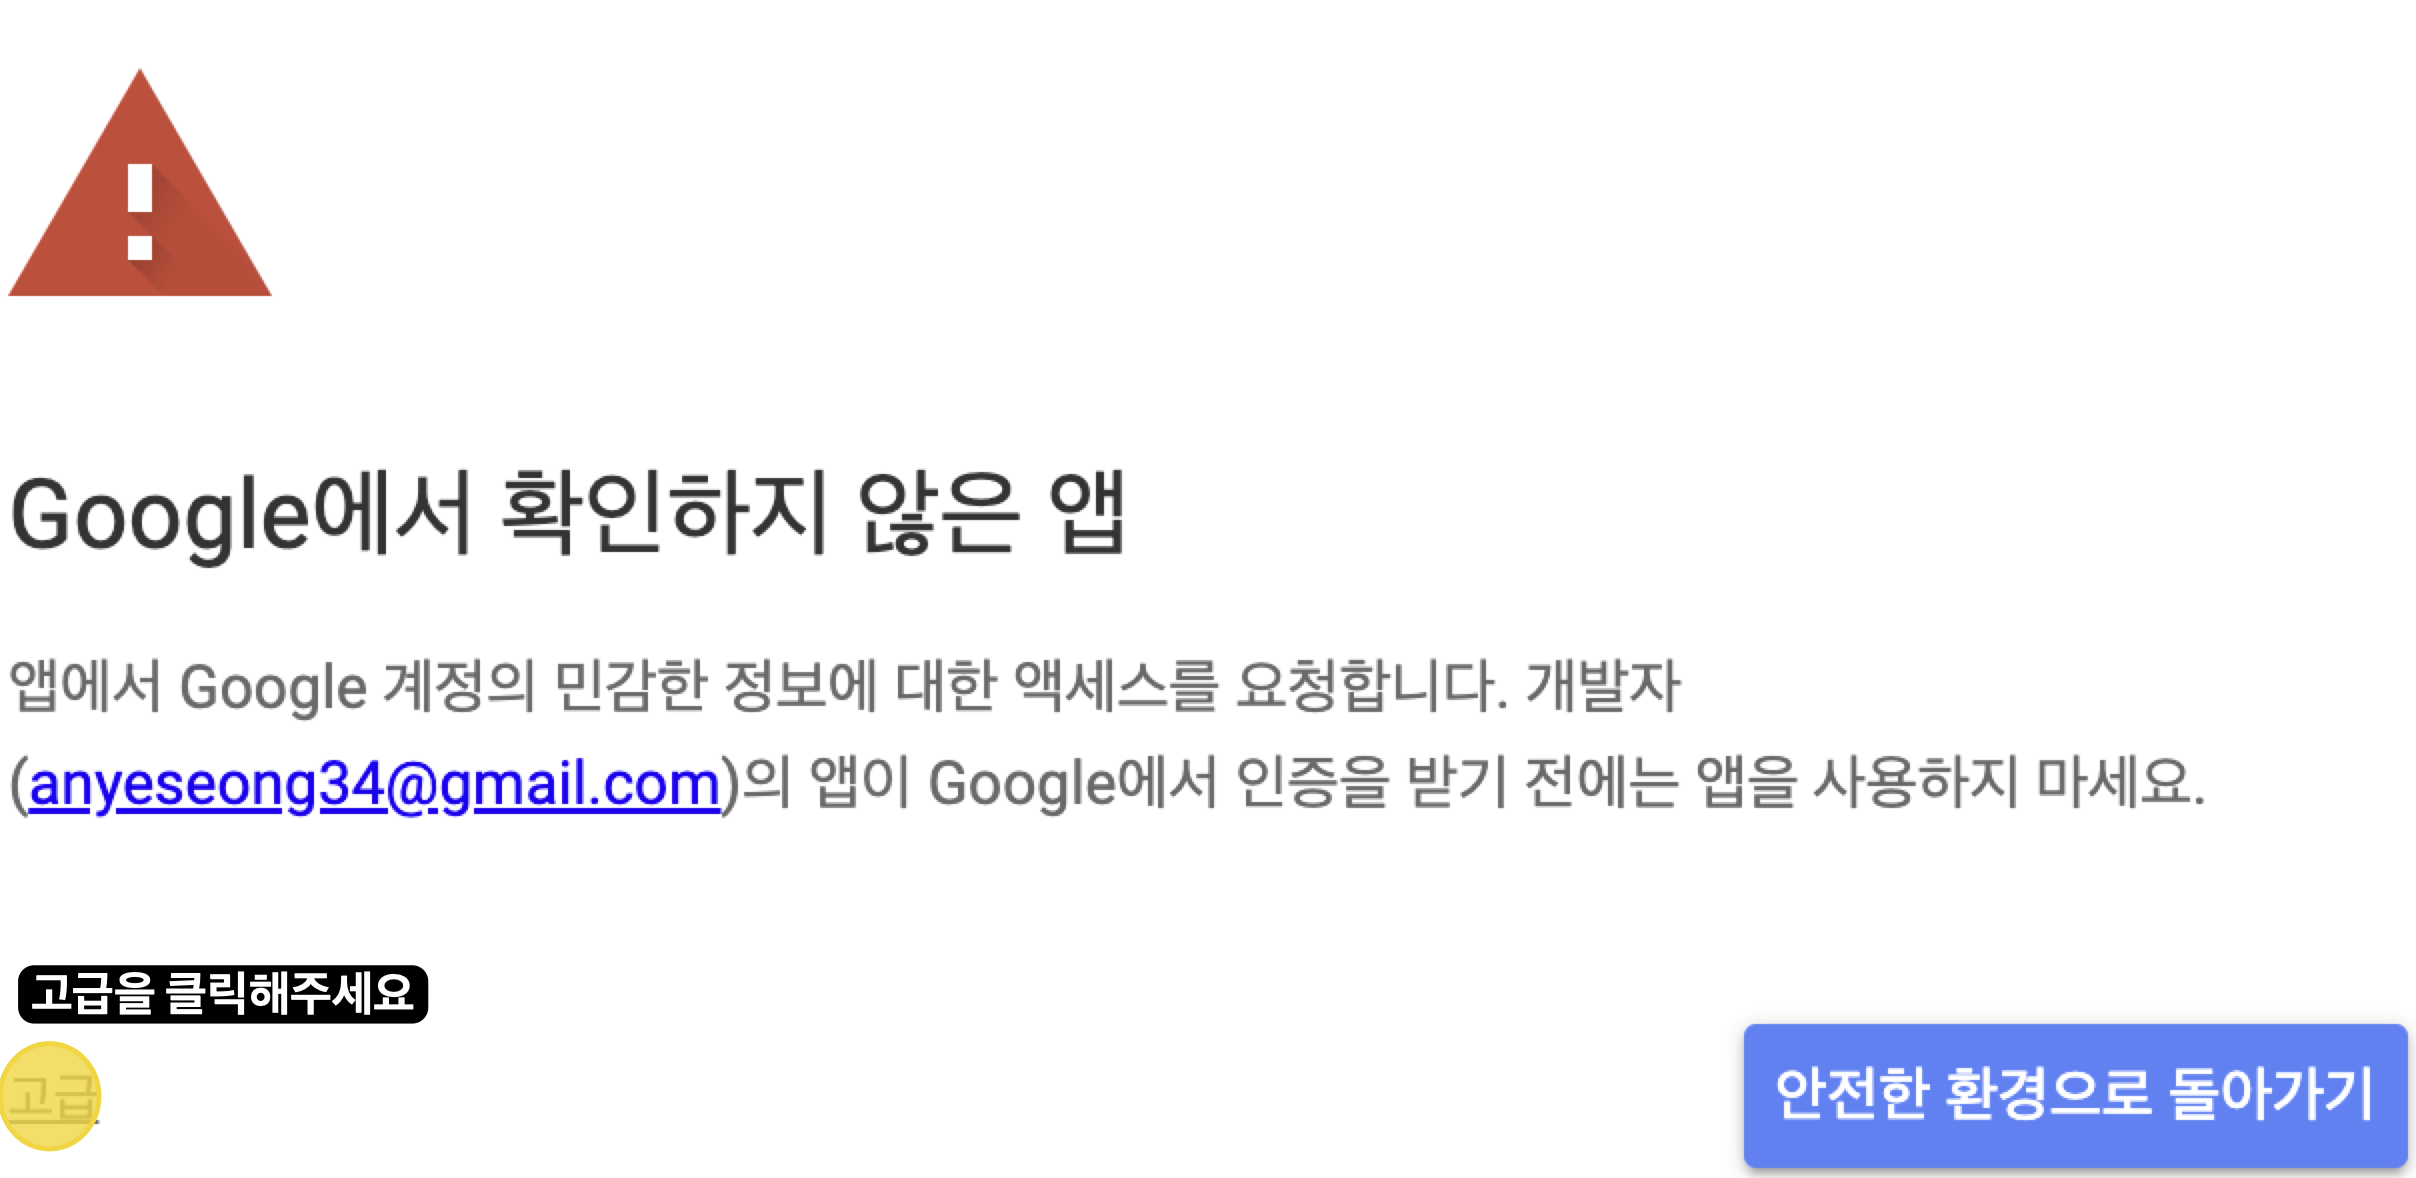 Google에서 확인하지 않은 앱
앱에서 Google 계정의 민감한 정보에 대한 액세스를 요청합니다. 개발자
(anyeseong34@gmail.com)의 앱이 Google에서 인증을 받기 전에는 앱을 사용하지 마세요.
고급을 클릭해주세요
고급
안전한 환경으로 돌아가기